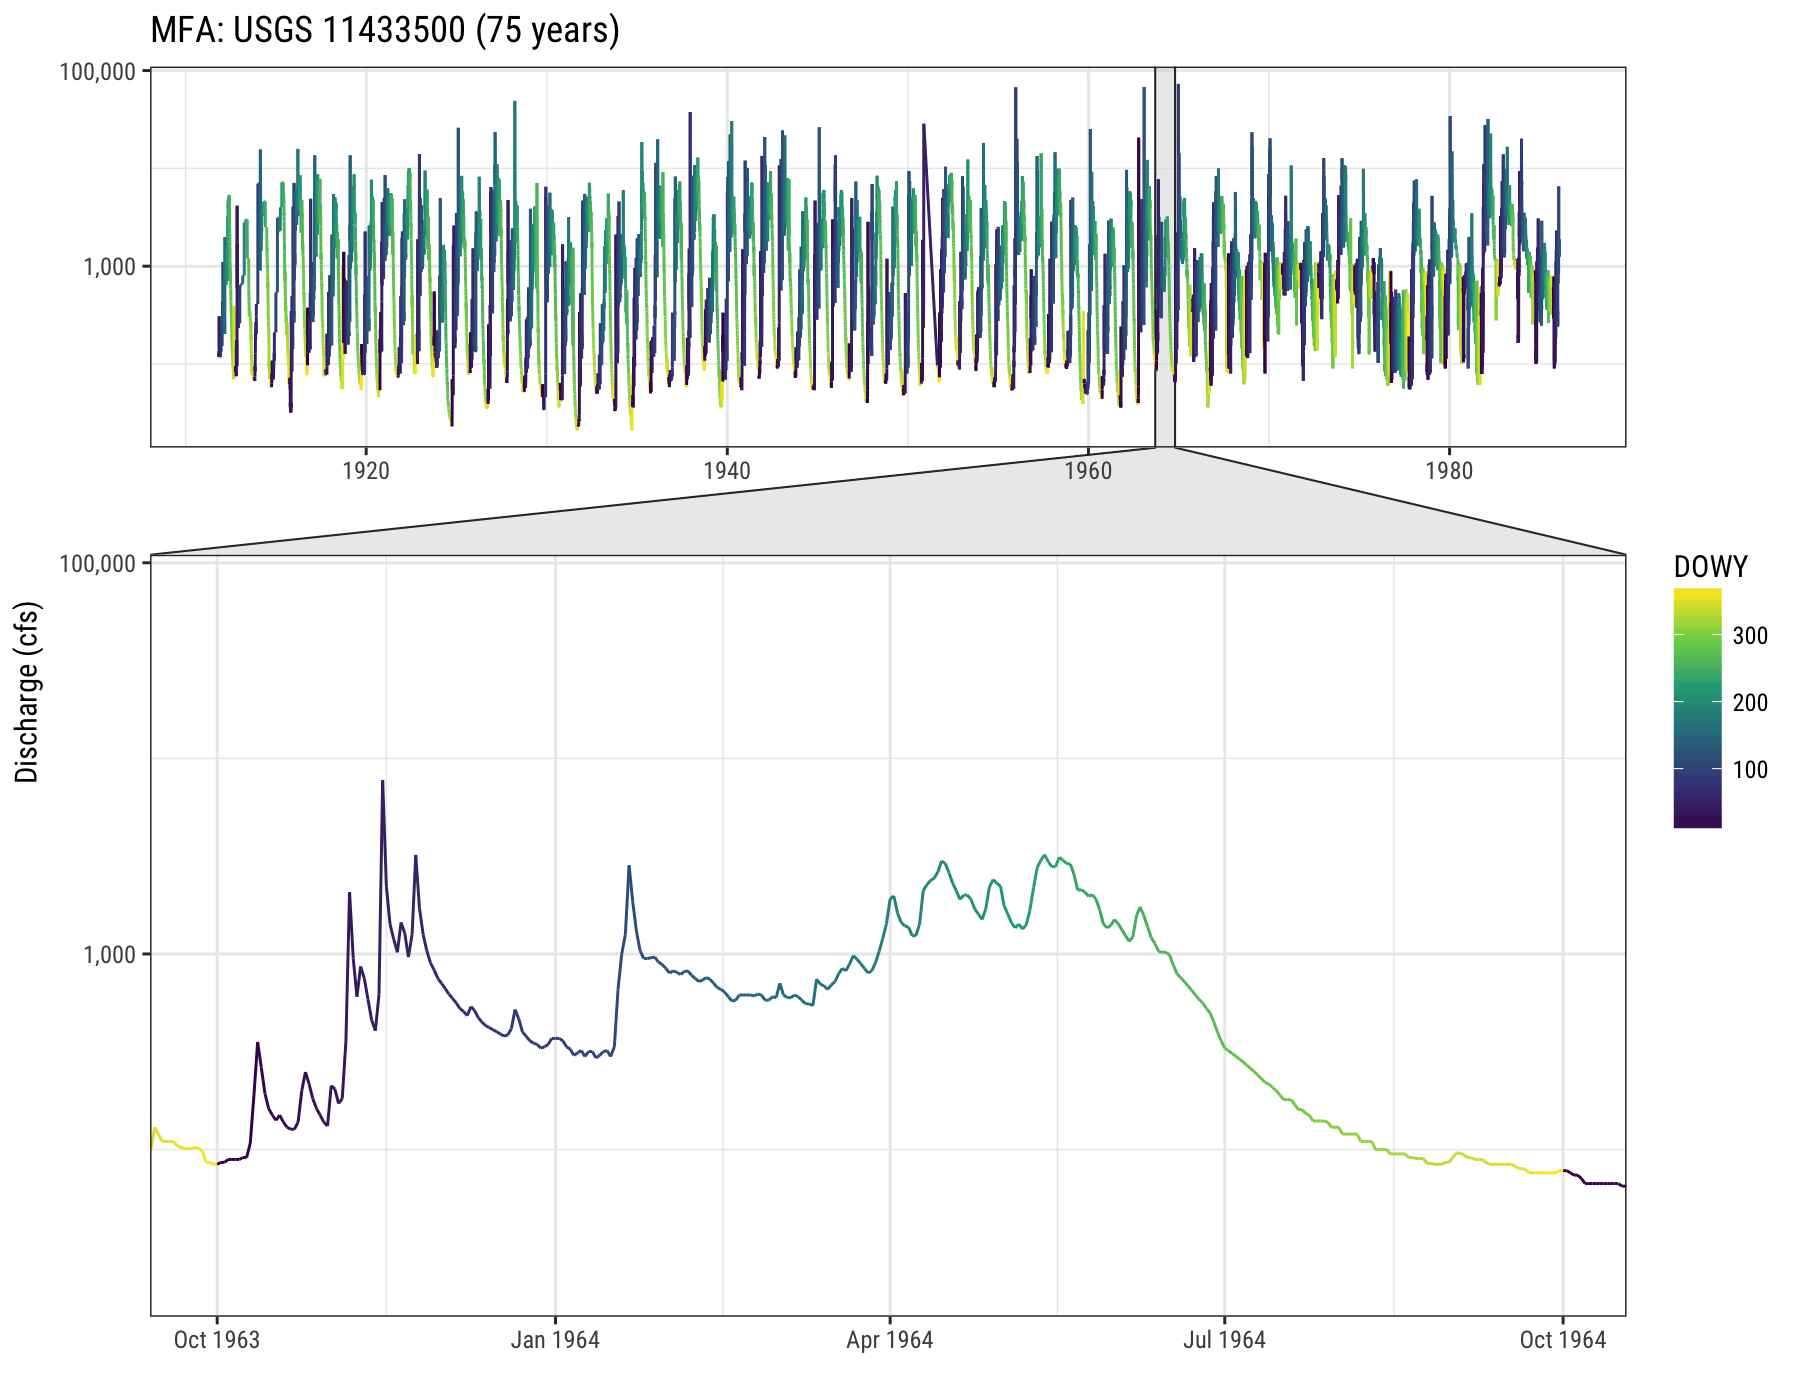 MFA: USGS 11433500 (75 years)
100,000
1,000
1920
1940
1960
1980
100,000
1,000
Discharge (cfs)
Oct 1963
Jan 1964
Apr 1964
Jul 1964
Oct 1964
DOWY
300
200
100